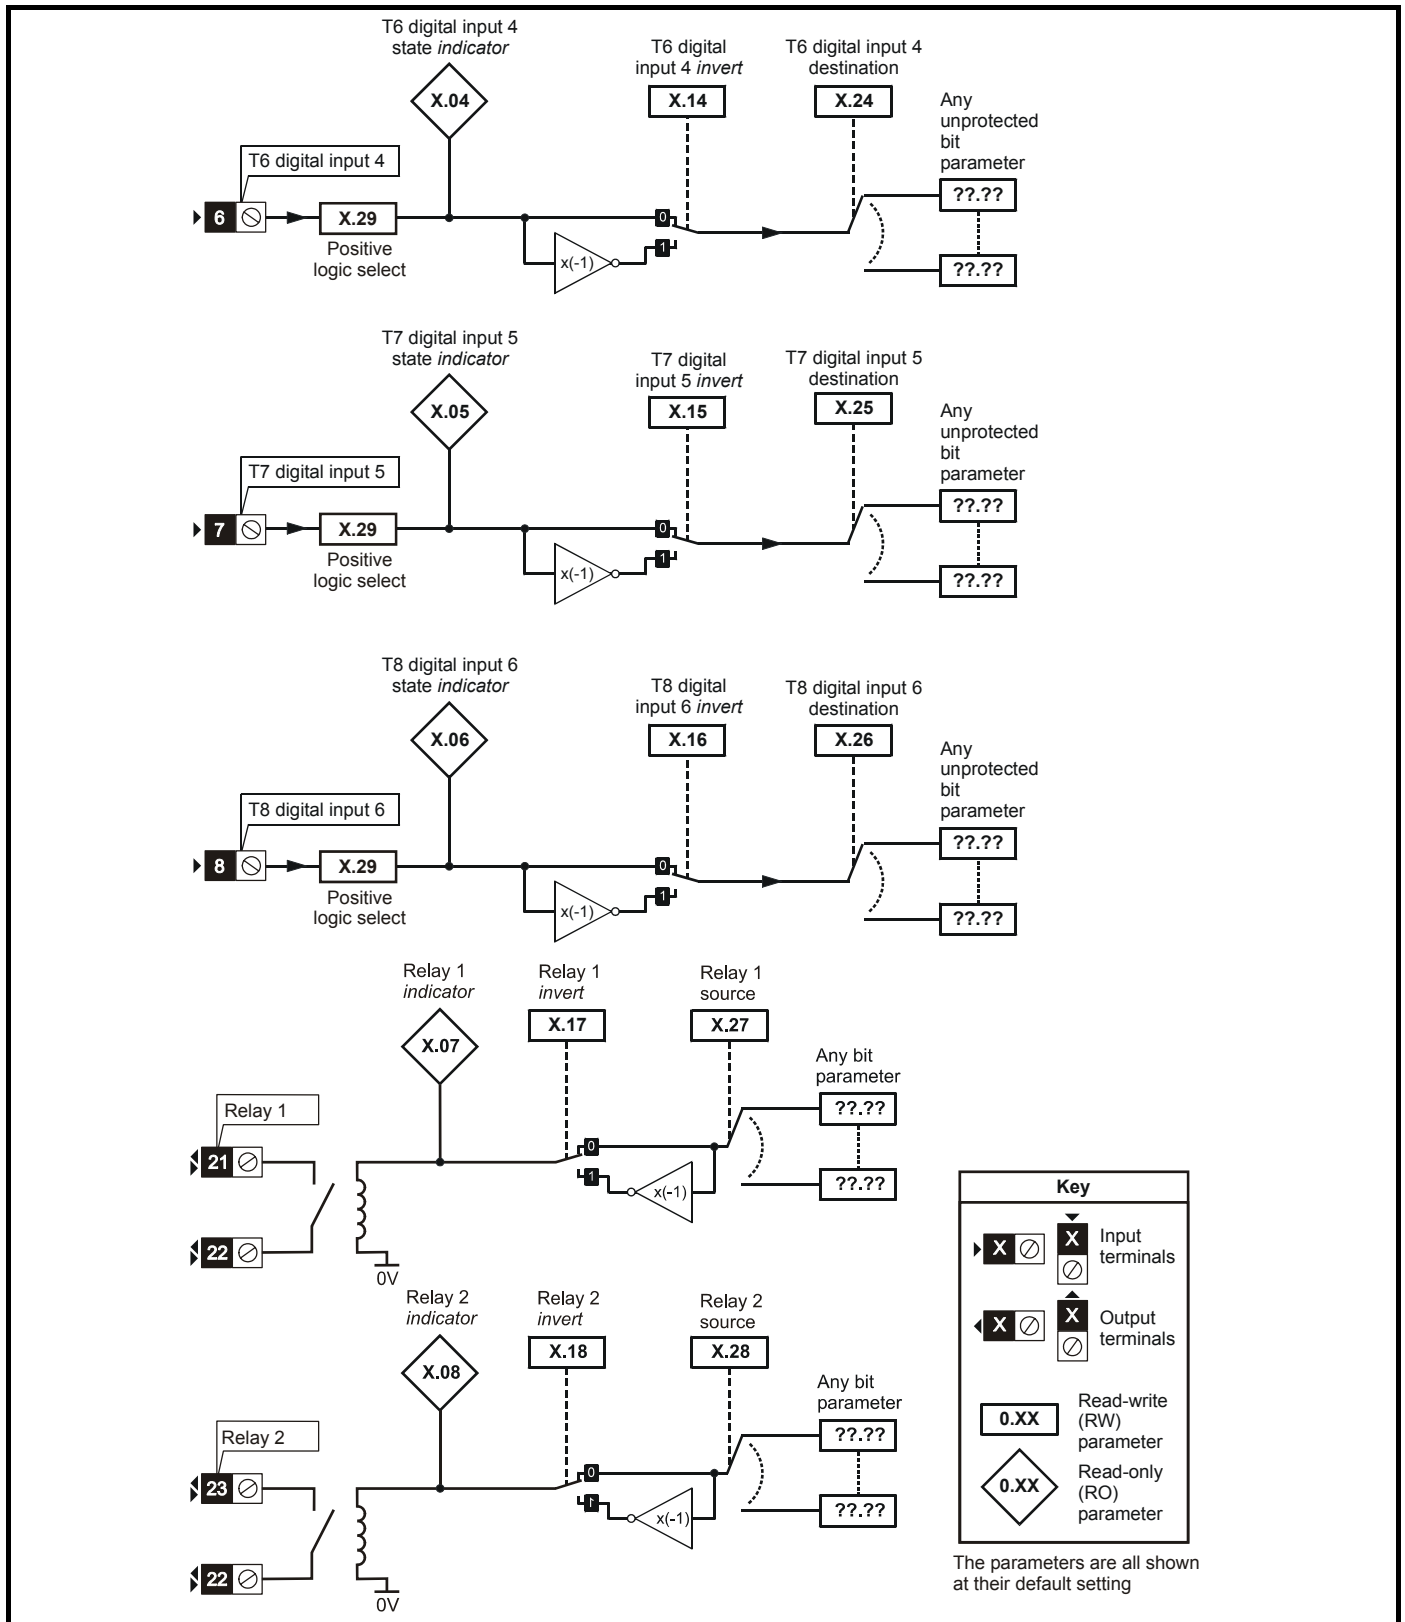 T6 digital input 4
state indicator
T6 digital
input 4 invert
T6 digital input 4
destination
X.04
X.14
X.24
Any
unprotected
bit
parameter
T6 digital input 4
??.??
6
X.29
0
1
x(-1)
Positive
logic select
??.??
T7 digital input 5
state indicator
T7 digital
input 5 invert
T7 digital input 5
destination
X.05
X.15
X.25
Any
unprotected
bit
parameter
T7 digital input 5
??.??
7
X.29
0
1
x(-1)
Positive
logic select
??.??
T8 digital input 6
state indicator
T8 digital
input 6 invert
T8 digital input 6
destination
X.06
X.16
X.26
Any
unprotected
bit
parameter
T8 digital input 6
??.??
8
X.29
0
1
x(-1)
Positive
logic select
??.??
Relay 1
indicator
Relay 1
invert
Relay 1
source
X.07
X.17
X.27
Any bit
parameter
Relay 1
??.??
21
0
1
x(-1)
??.??
22
0V
Relay 2
indicator
Relay 2
invert
Relay 2
source
X.08
X.18
X.28
Any bit
parameter
Relay 2
??.??
23
0
1
x(-1)
??.??
22
0V
Key
X
X
Input
terminals
X
X
Output
terminals
0.XX
Read-write
(RW)
parameter
0.XX
Read-only
(RO)
parameter
The parameters are all shown
at their default setting